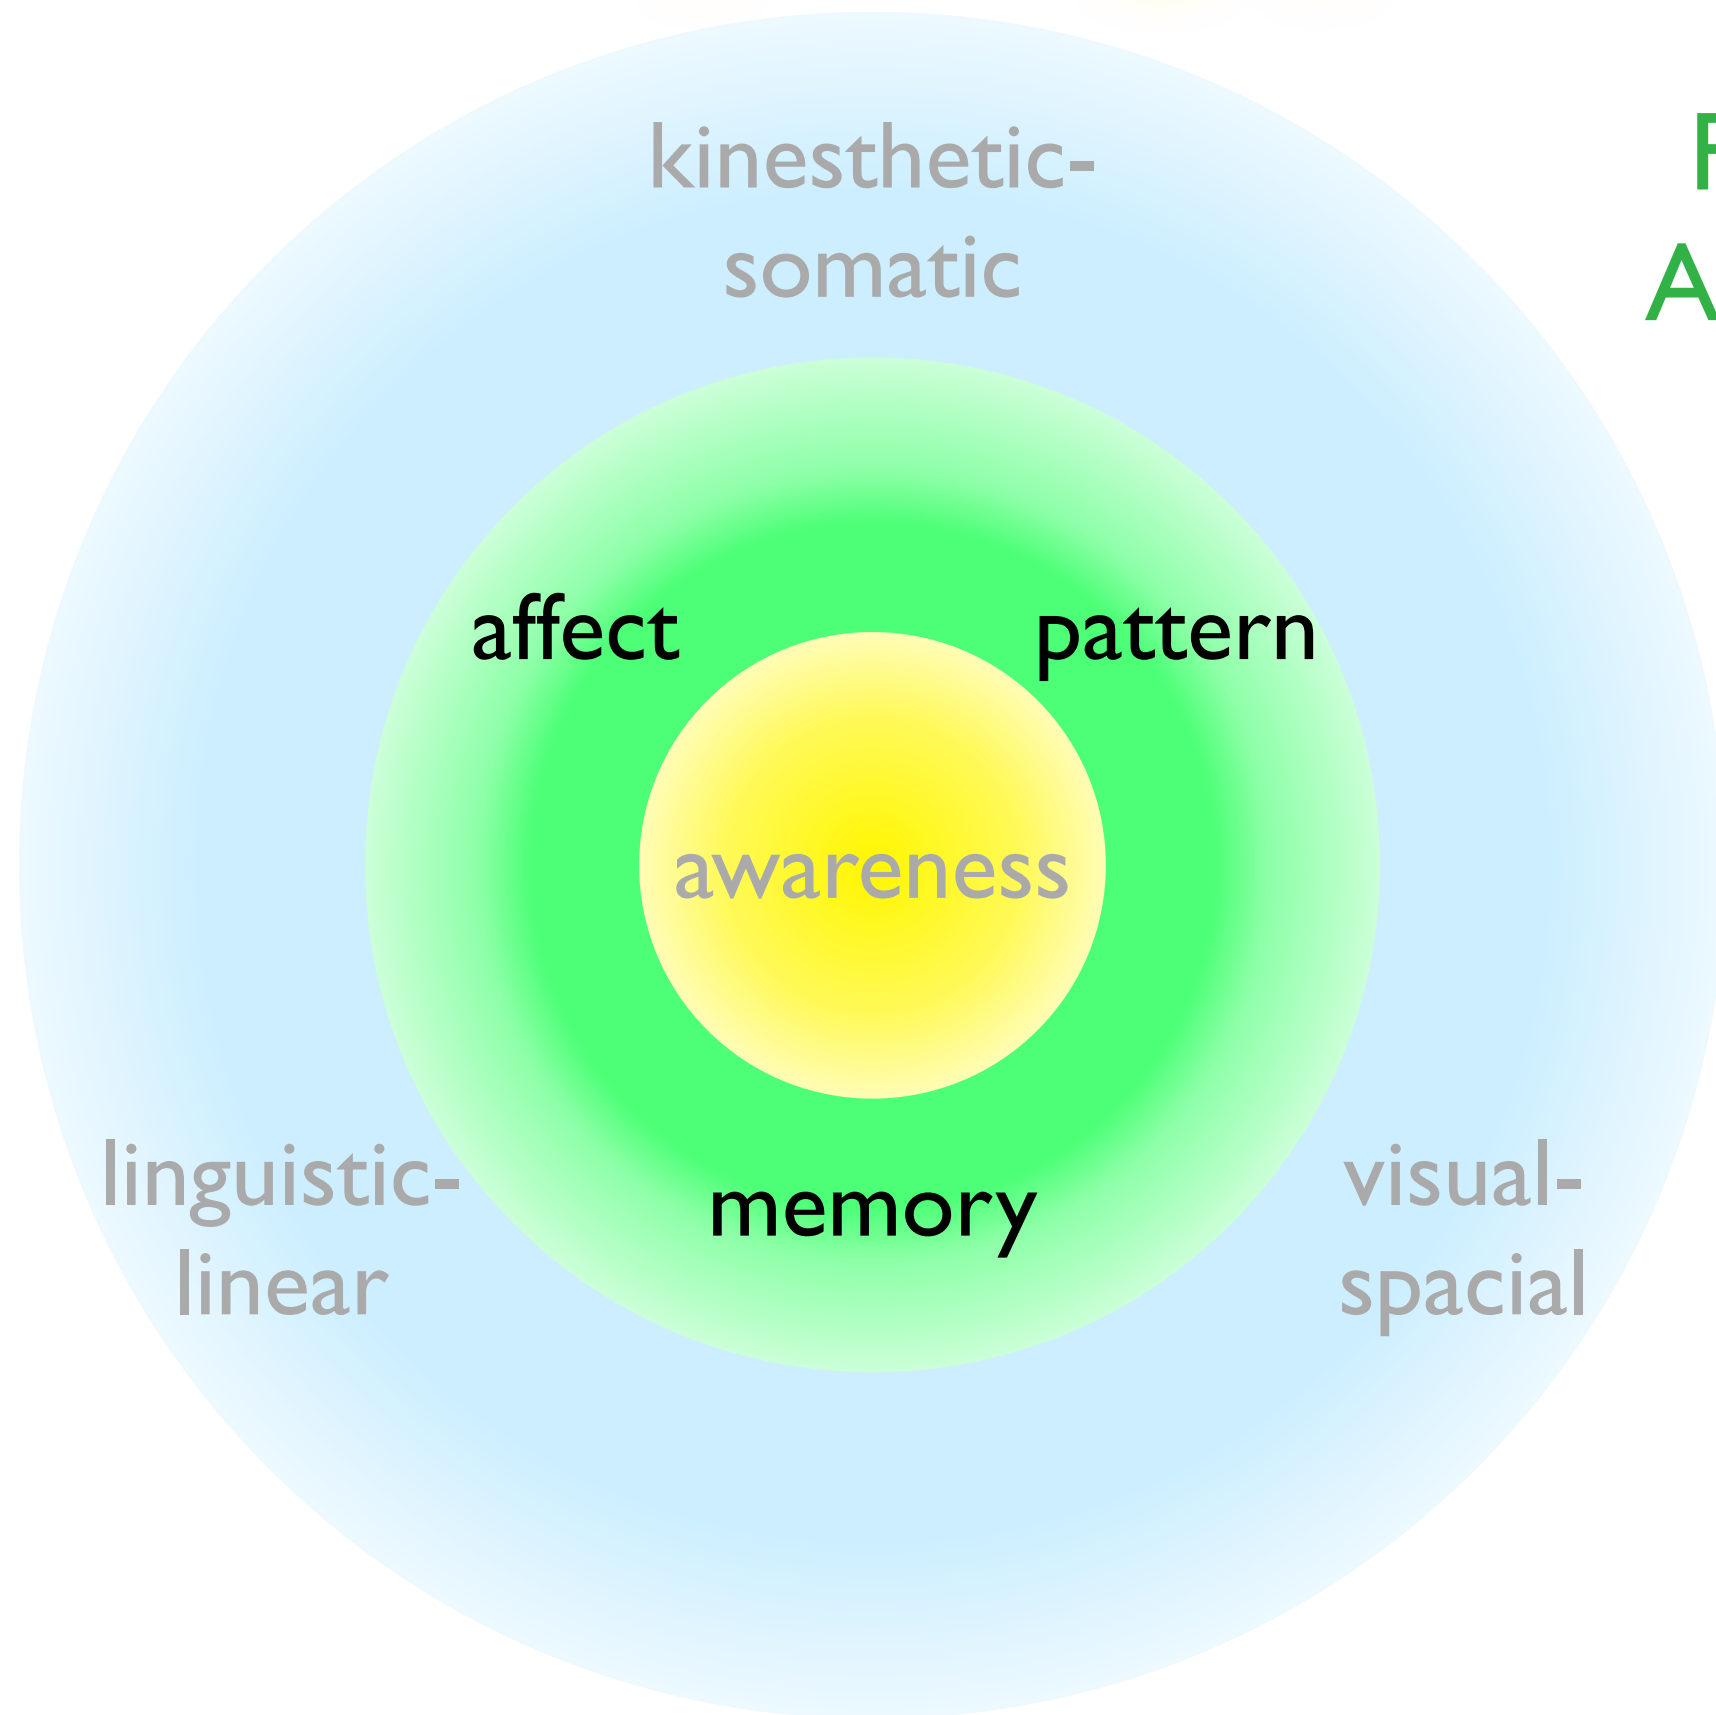 kinesthetic-
somatic
affect
pattern
awareness
memory
linguistic-
linear
visual-
spacial